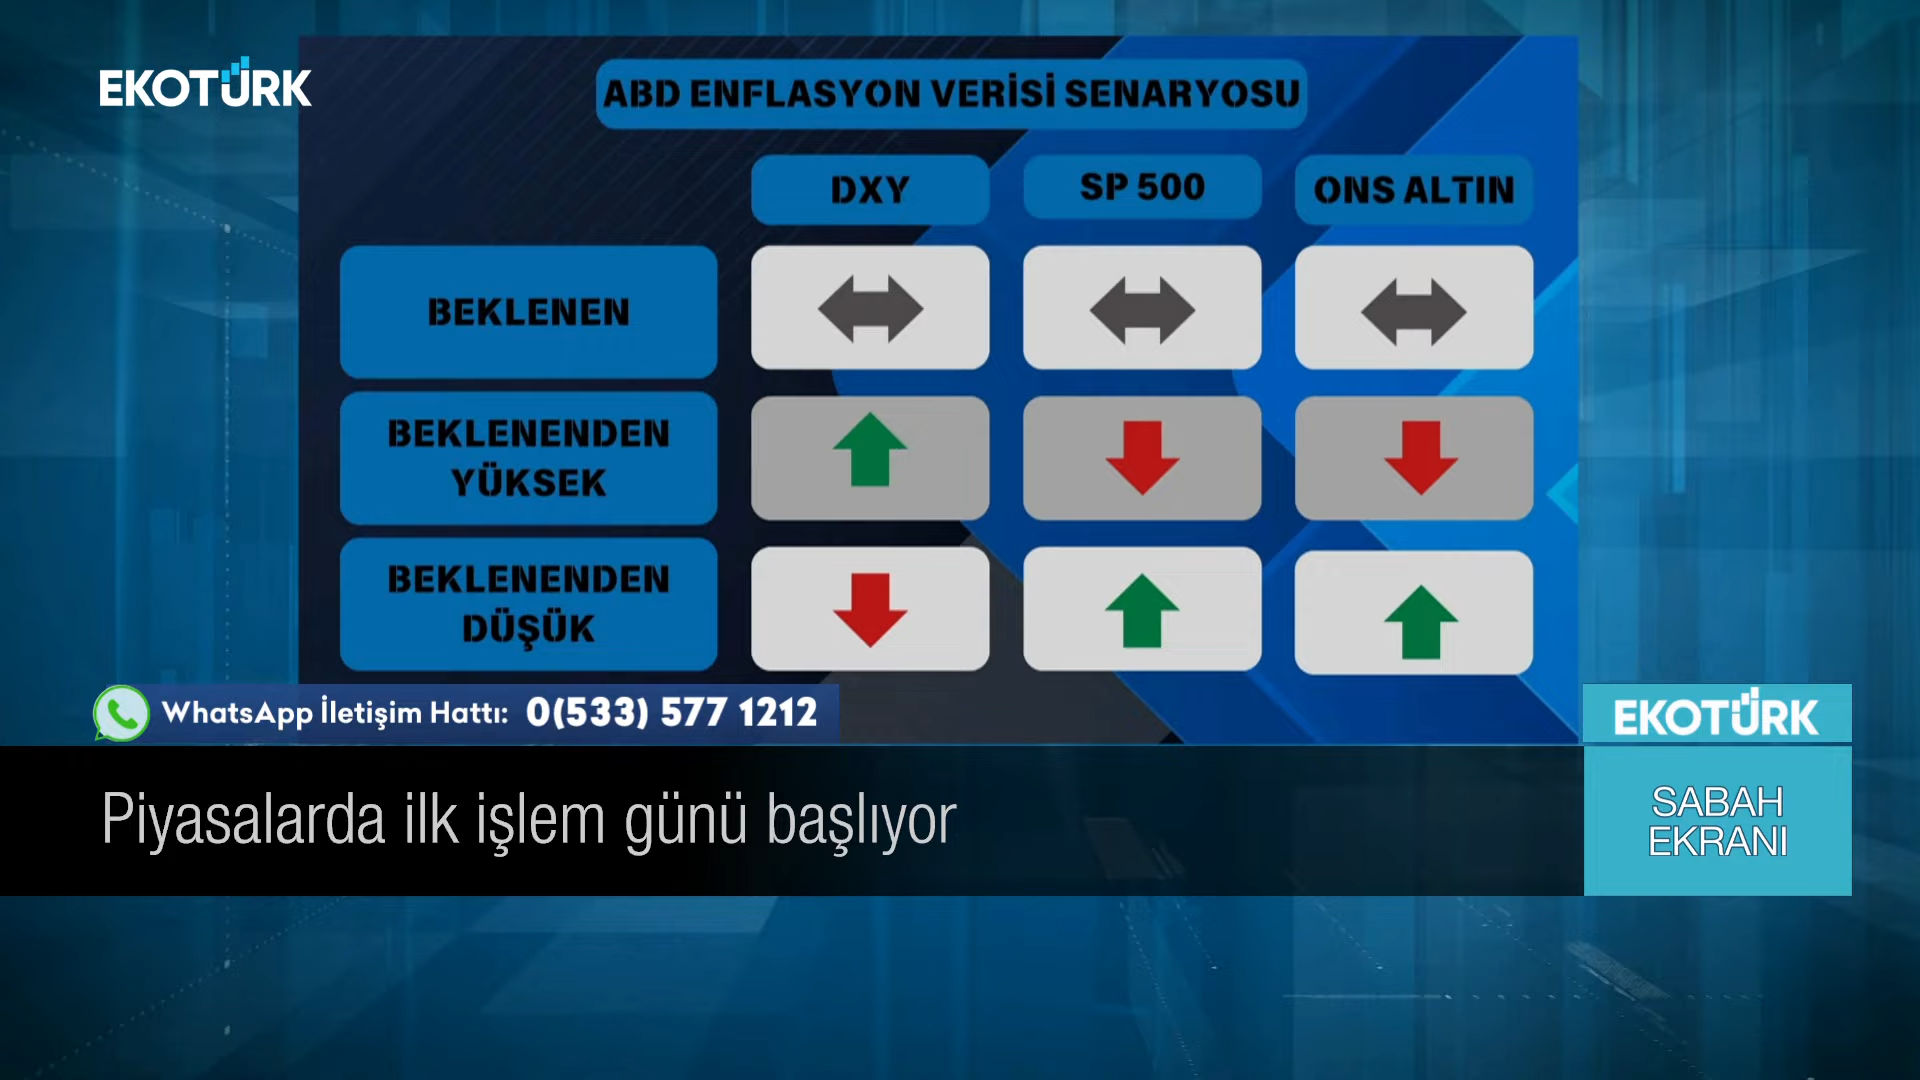 EKOTÜRK
ABD ENFLASYON VERİSİ SENARYOSU
DXY
SP 500
ONS ALTIN
BEKLENEN
BEKLENENDEN
YÜKSEK
BEKLENENDEN
DÜŞÜK
WhatsApp İletişim Hattı: 0(533) 577 1212
EKOTÜRK
Piyasalarda ilk işlem günü başlıyor
SABAH
EKRANI